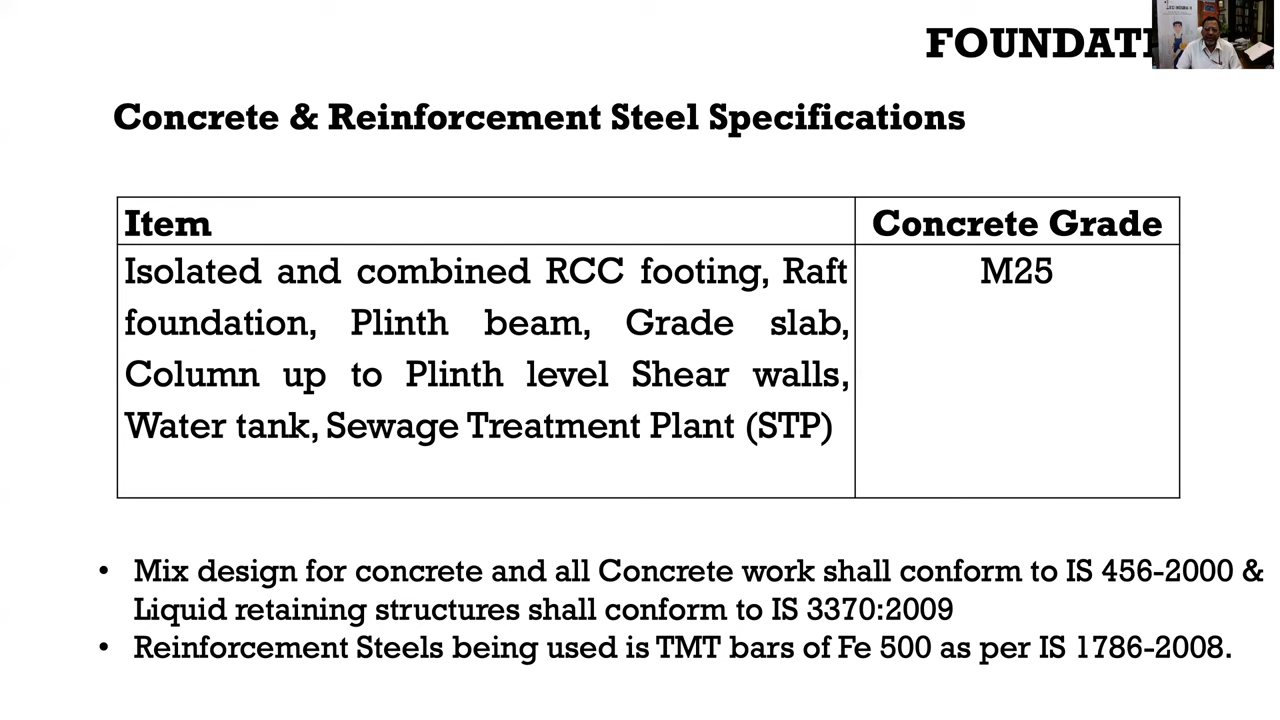 FOUNDATI
Concrete & Reinforcement Steel Specifications
Item
Concrete Grade
Isolated and combined RCC footing, Raft
foundation, Plinth beam, Grade slab,
Column up to Plinth level Shear walls,
Water tank, Sewage Treatment Plant (STP)
M25
• Mix design for concrete and all Concrete work shall conform to IS 456-2000 &
Liquid retaining structures shall conform to IS 3370:2009
• Reinforcement Steels being used is TMT bars of Fe 500 as per IS 1786-2008.